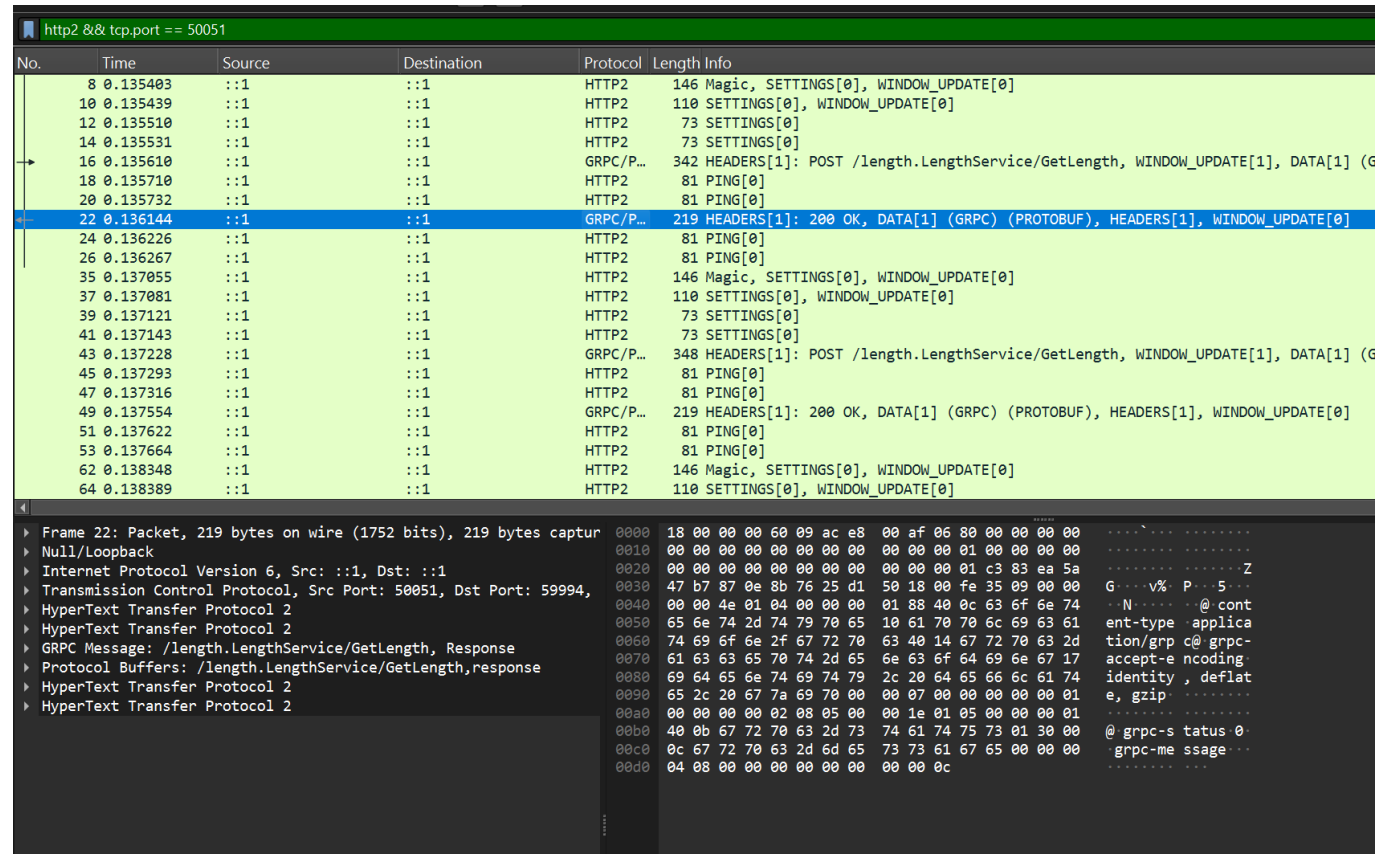 http2 && tcp.port == 50051
No. Time Source Destination Protocol Length Info
8 0.135403 ::1 ::1 HTTP2 146 Magic, SETTINGS[0], WINDOW_UPDATE[0]
10 0.135439 ::1 ::1 HTTP2 110 SETTINGS[0], WINDOW_UPDATE[0]
12 0.135510 ::1 ::1 HTTP2 73 SETTINGS[0]
14 0.135531 ::1 ::1 HTTP2 73 SETTINGS[0]
16 0.135610 ::1 ::1 GRPC/P… 342 HEADERS[1]: POST /length.LengthService/GetLength, WINDOW_UPDATE[1], DATA[1] (G
18 0.135710 ::1 ::1 HTTP2 81 PING[0]
20 0.135732 ::1 ::1 HTTP2 81 PING[0]
22 0.136144 ::1 ::1 GRPC/P… 219 HEADERS[1]: 200 OK, DATA[1] (GRPC) (PROTOBUF), HEADERS[1], WINDOW_UPDATE[0]
24 0.136226 ::1 ::1 HTTP2 81 PING[0]
26 0.136267 ::1 ::1 HTTP2 81 PING[0]
35 0.137055 ::1 ::1 HTTP2 146 Magic, SETTINGS[0], WINDOW_UPDATE[0]
37 0.137081 ::1 ::1 HTTP2 110 SETTINGS[0], WINDOW_UPDATE[0]
39 0.137121 ::1 ::1 HTTP2 73 SETTINGS[0]
41 0.137143 ::1 ::1 HTTP2 73 SETTINGS[0]
43 0.137228 ::1 ::1 GRPC/P… 348 HEADERS[1]: POST /length.LengthService/GetLength, WINDOW_UPDATE[1], DATA[1] (G
45 0.137293 ::1 ::1 HTTP2 81 PING[0]
47 0.137316 ::1 ::1 HTTP2 81 PING[0]
49 0.137554 ::1 ::1 GRPC/P… 219 HEADERS[1]: 200 OK, DATA[1] (GRPC) (PROTOBUF), HEADERS[1], WINDOW_UPDATE[0]
51 0.137622 ::1 ::1 HTTP2 81 PING[0]
53 0.137664 ::1 ::1 HTTP2 81 PING[0]
62 0.138348 ::1 ::1 HTTP2 146 Magic, SETTINGS[0], WINDOW_UPDATE[0]
64 0.138389 ::1 ::1 HTTP2 110 SETTINGS[0], WINDOW_UPDATE[0]
Frame 22: Packet, 219 bytes on wire (1752 bits), 219 bytes captur
Null/Loopback
Internet Protocol Version 6, Src: ::1, Dst: ::1
Transmission Control Protocol, Src Port: 50051, Dst Port: 59994,
HyperText Transfer Protocol 2
HyperText Transfer Protocol 2
GRPC Message: /length.LengthService/GetLength, Response
Protocol Buffers: /length.LengthService/GetLength,response
HyperText Transfer Protocol 2
HyperText Transfer Protocol 2
0000 18 00 00 00 60 09 ac e8 00 af 06 80 00 00 00 00 ····`··· ········
0010 00 00 00 00 00 00 00 00 00 00 00 01 00 00 00 00 ········ ········
0020 00 00 00 00 00 00 00 00 00 00 00 01 c3 83 ea 5a ········ ·······Z
0030 47 b7 87 0e 8b 76 25 d1 50 18 00 fe 35 09 00 00 G····v%· P···5···
0040 00 00 4e 01 04 00 00 00 01 88 40 0c 63 6f 6e 74 ··N····· ··@·cont
0050 65 6e 74 2d 74 79 70 65 10 61 70 70 6c 69 63 61 ent-type ·applica
0060 74 69 6f 6e 2f 67 72 70 63 40 14 67 72 70 63 2d tion/grp c@·grpc-
0070 61 63 63 65 70 74 2d 65 6e 63 6f 64 69 6e 67 17 accept-e ncoding·
0080 69 64 65 6e 74 69 74 79 2c 20 64 65 66 6c 61 74 identity , deflat
0090 65 2c 20 67 7a 69 70 00 00 07 00 00 00 00 00 01 e, gzip· ········
00a0 00 00 00 00 02 08 05 00 00 1e 01 05 00 00 00 01 ········ ········
00b0 40 0b 67 72 70 63 2d 73 74 61 74 75 73 01 30 00 @·grpc-s tatus·0·
00c0 0c 67 72 70 63 2d 6d 65 73 73 61 67 65 00 00 00 ·grpc-me ssage···
00d0 04 08 00 00 00 00 00 00 00 00 0c ········ ···